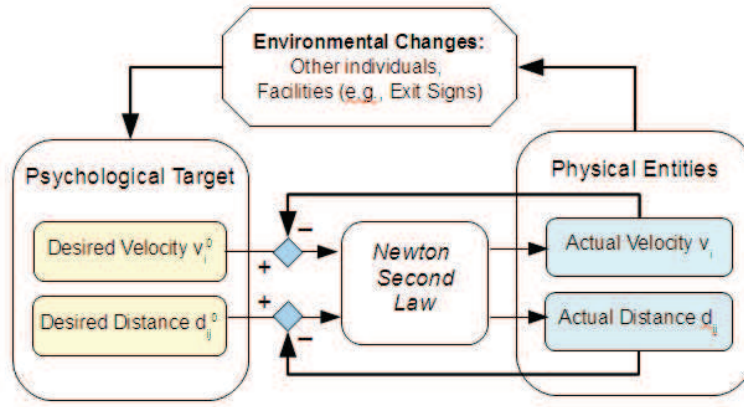 Environmental Changes:
Other individuals,
Facilities (e.g., Exit Signs)
Psychological Target
Physical Entities
Desired Velocity v_i^0
Desired Distance d_ij^0
+
−
+
−
Newton
Second
Law
Actual Velocity v_i
Actual Distance d_ij